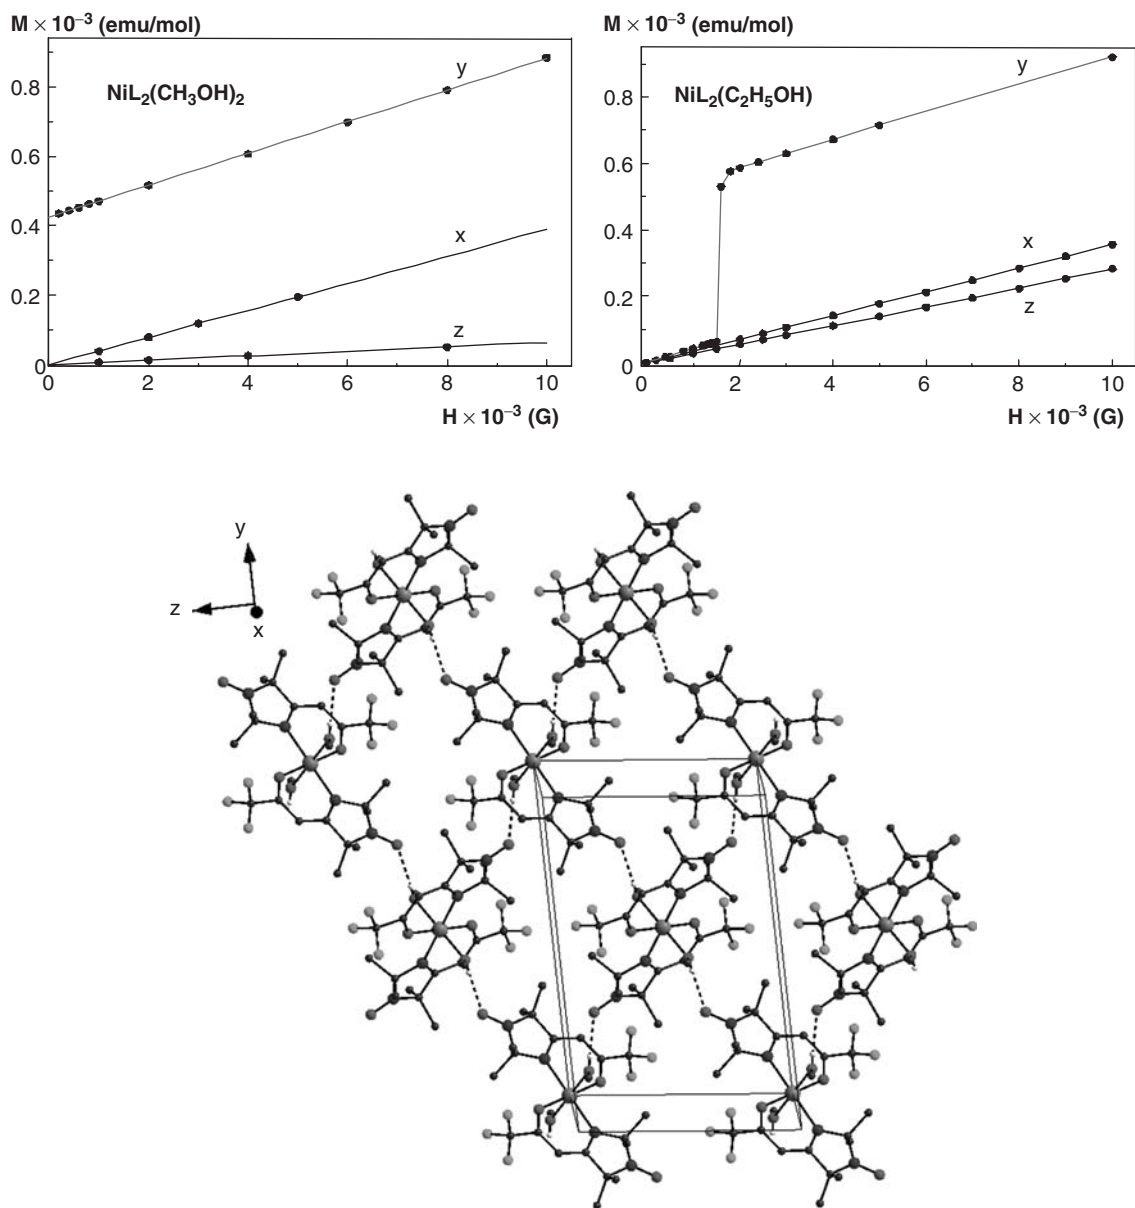 M × 10⁻³ (emu/mol)
0.8
0.6
0.4
0.2
0
y
NiL₂(CH₃OH)₂
x
z
0 2 4 6 8 10
H × 10⁻³ (G)
M × 10⁻³ (emu/mol)
0.8
0.6
0.4
0.2
0
y
NiL₂(C₂H₅OH)
x
z
0 2 4 6 8 10
H × 10⁻³ (G)
y
z
x